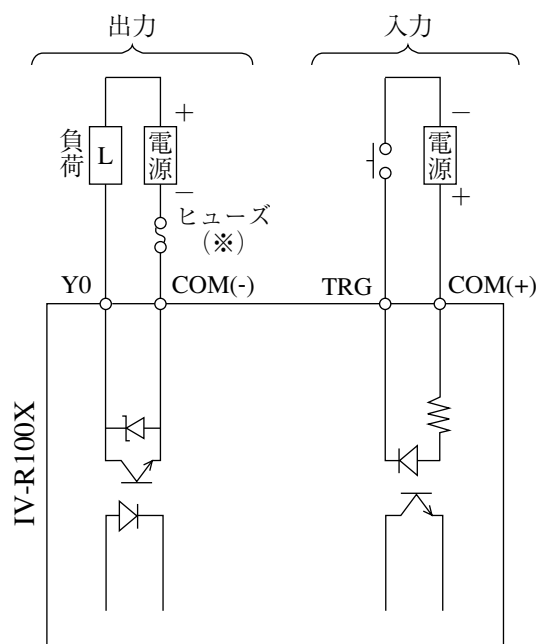 出力
入力
負荷
L
電源
+
−
ヒューズ
(※)
−
電源
+
Y0
COM(-)
TRG
COM(+)
IV-R100X